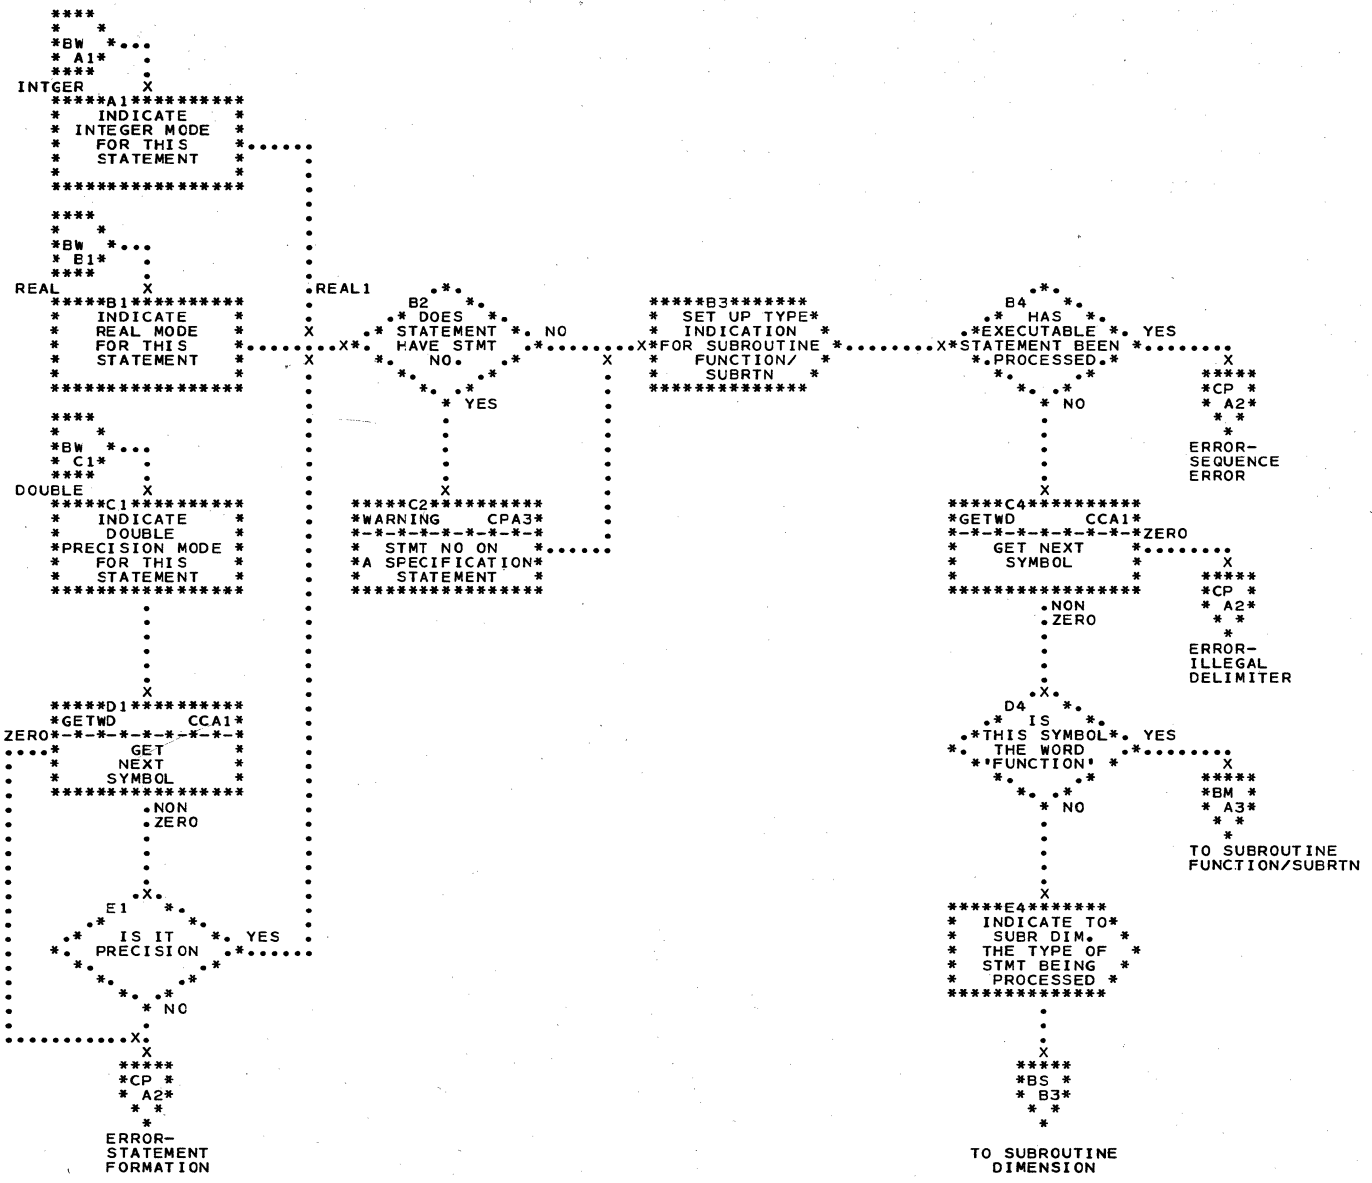 BW
A1
INTGER
A1
INDICATE
INTEGER MODE
FOR THIS
STATEMENT
BW
B1
REAL
B1
INDICATE
REAL MODE
FOR THIS
STATEMENT
REAL1
B2
DOES
STATEMENT
HAVE STMT
NO.
NO
YES
B3
SET UP TYPE
INDICATION
FOR SUBROUTINE
FUNCTION/
SUBRTN
B4
HAS
EXECUTABLE
STATEMENT BEEN
PROCESSED
YES
NO
CP
A2
ERROR-
SEQUENCE
ERROR
BW
C1
DOUBLE
C1
INDICATE
DOUBLE
PRECISION MODE
FOR THIS
STATEMENT
C2
WARNING CPA3
STMT NO ON
A SPECIFICATION
STATEMENT
C4
GETWD CCA1
ZERO
GET NEXT
SYMBOL
NON
ZERO
CP
A2
ERROR-
ILLEGAL
DELIMITER
D1
GETWD CCA1
ZERO
GET
NEXT
SYMBOL
NON
ZERO
D4
IS
THIS SYMBOL
THE WORD
'FUNCTION'
YES
NO
BM
A3
TO SUBROUTINE
FUNCTION/SUBRTN
E1
IS IT
PRECISION
YES
NO
E4
INDICATE TO
SUBR DIM.
THE TYPE OF
STMT BEING
PROCESSED
CP
A2
ERROR-
STATEMENT
FORMATION
BS
B3
TO SUBROUTINE
DIMENSION